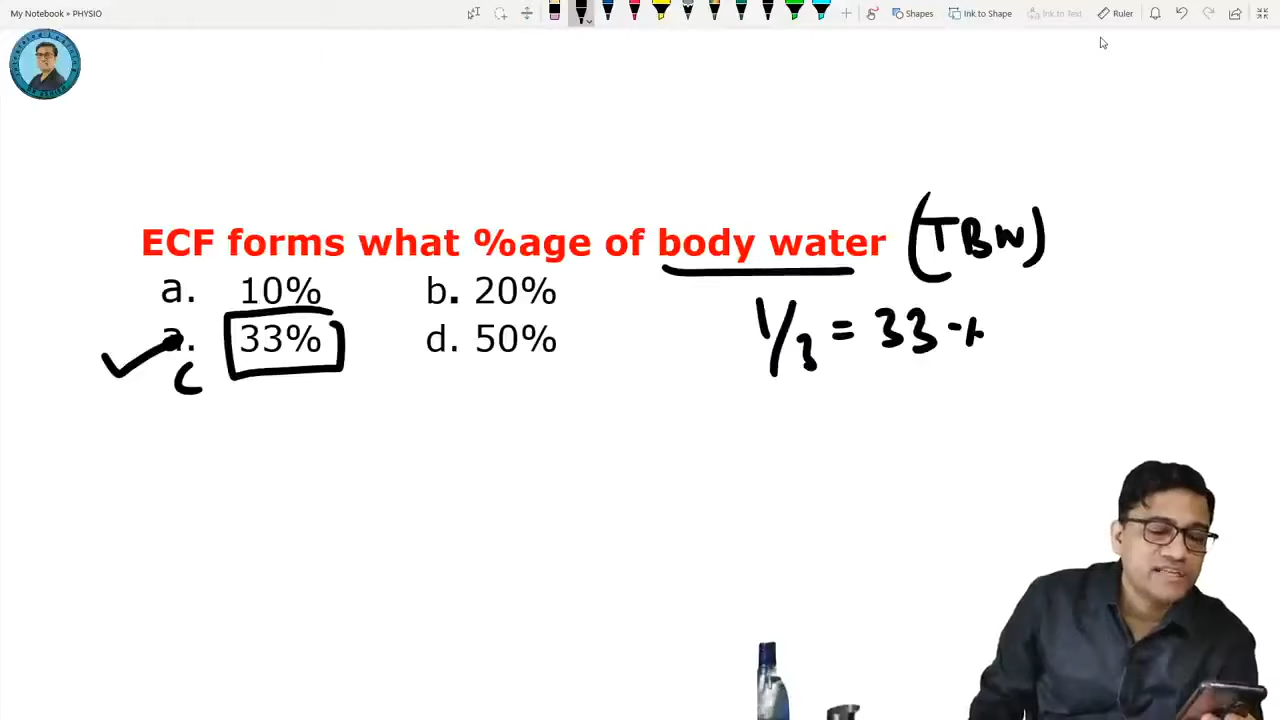 My Notebook » PHYSIO
Shapes
Ink to Shape
Ink to Text
Ruler
ECF forms what %age of body water (TBW)
a. 10% b. 20%
a. 33% d. 50%
c
1/3 = 33 %